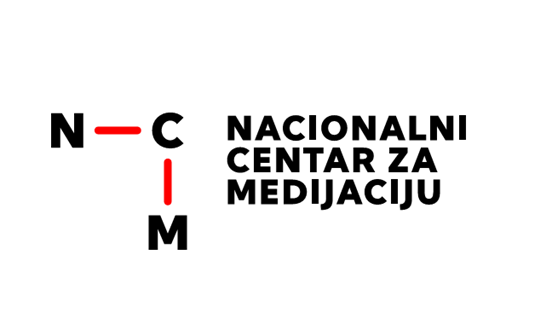 N C
M
NACIONALNI
CENTAR ZA
MEDIJACIJU